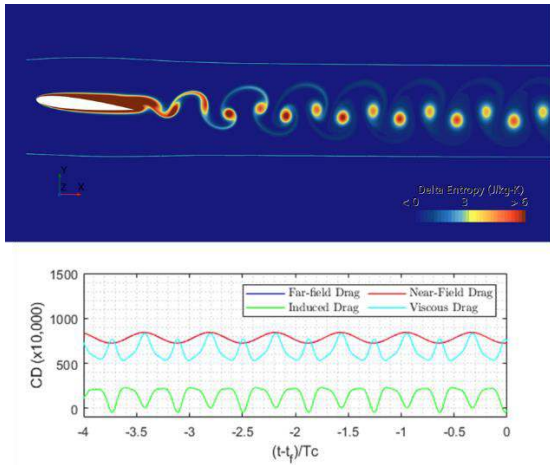 Y
Z X
Delta Entropy (J/kg-K)
< 0 3 > 6
1500
1000
500
0
CD (x10,000)
Far-field Drag Near-Field Drag
Induced Drag Viscous Drag
-4 -3.5 -3 -2.5 -2 -1.5 -1 -0.5 0
(t-tf)/Tc